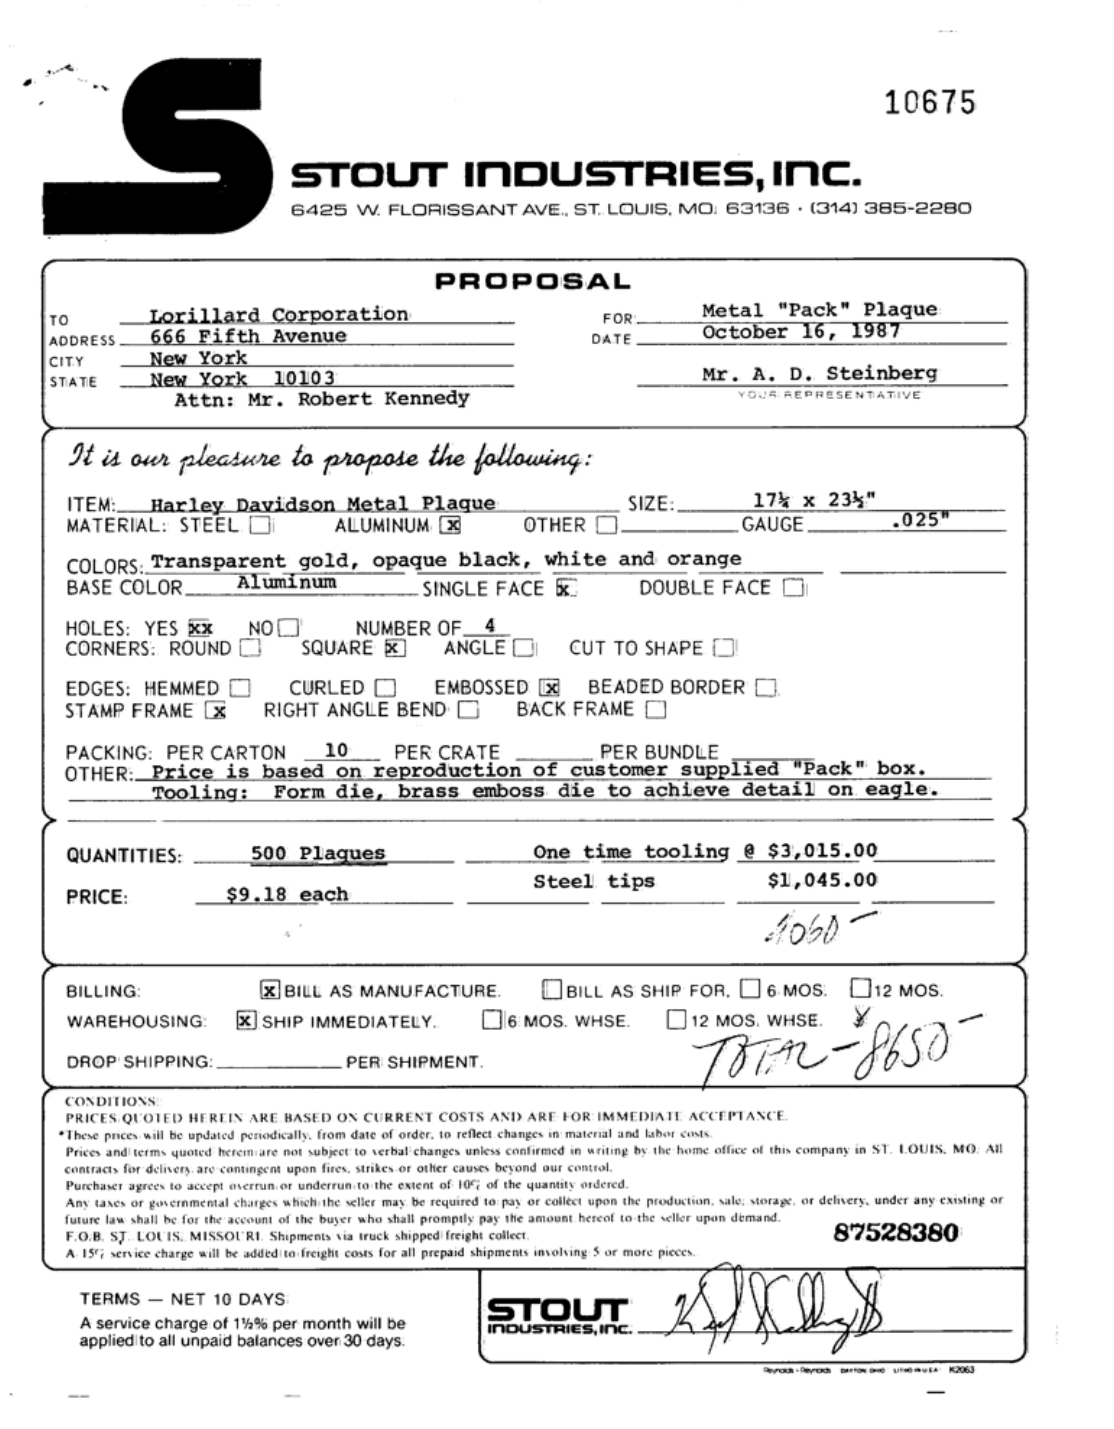 10675
STOUT INDUSTRIES, INC.
6425 W. FLORISSANT AVE., ST. LOUIS, MO. 63136 · (314) 385-2280
PROPOSAL
TO Lorillard Corporation FOR Metal "Pack" Plaque
ADDRESS 666 Fifth Avenue DATE October 16, 1987
CITY New York
STATE New York 10103 Mr. A. D. Steinberg
Attn: Mr. Robert Kennedy YOUR REPRESENTATIVE
It is our pleasure to propose the following:
ITEM: Harley Davidson Metal Plaque SIZE: 17¼ x 23½"
MATERIAL: STEEL ALUMINUM x OTHER GAUGE .025"
COLORS: Transparent gold, opaque black, white and orange
BASE COLOR Aluminum SINGLE FACE x DOUBLE FACE
HOLES: YES xx NO NUMBER OF 4
CORNERS: ROUND SQUARE x ANGLE CUT TO SHAPE
EDGES: HEMMED CURLED EMBOSSED x BEADED BORDER
STAMP FRAME x RIGHT ANGLE BEND BACK FRAME
PACKING: PER CARTON 10 PER CRATE PER BUNDLE
OTHER: Price is based on reproduction of customer supplied "Pack" box.
Tooling: Form die, brass emboss die to achieve detail on eagle.
QUANTITIES: 500 Plaques One time tooling @ $3,015.00
Steel tips $1,045.00
PRICE: $9.18 each
4060-
BILLING: x BILL AS MANUFACTURE. BILL AS SHIP FOR, 6 MOS. 12 MOS.
WAREHOUSING: x SHIP IMMEDIATELY. 6 MOS. WHSE. 12 MOS. WHSE.
TOTAL - 8650-
DROP SHIPPING: PER SHIPMENT.
CONDITIONS:
PRICES QUOTED HEREIN ARE BASED ON CURRENT COSTS AND ARE FOR IMMEDIATE ACCEPTANCE.
*These prices will be updated periodically, from date of order, to reflect changes in material and labor costs.
Prices and terms quoted herein are not subject to verbal changes unless confirmed in writing by the home office of this company in ST. LOUIS, MO. All
contracts for delivery are contingent upon fires, strikes or other causes beyond our control.
Purchaser agrees to accept overrun or underrun to the extent of 10% of the quantity ordered.
Any taxes or governmental charges which the seller may be required to pay or collect upon the production, sale, storage, or delivery, under any existing or
future law shall be for the account of the buyer who shall promptly pay the amount hereof to the seller upon demand.
F.O.B. ST. LOUIS, MISSOURI. Shipments via truck shipped freight collect.
87528380
A 15% service charge will be added to freight costs for all prepaid shipments involving 5 or more pieces.
TERMS — NET 10 DAYS
A service charge of 1½% per month will be
applied to all unpaid balances over 30 days.
STOUT
INDUSTRIES, INC.
Reynolds + Reynolds DAYTON, OHIO LITHO IN U.S.A. K2063